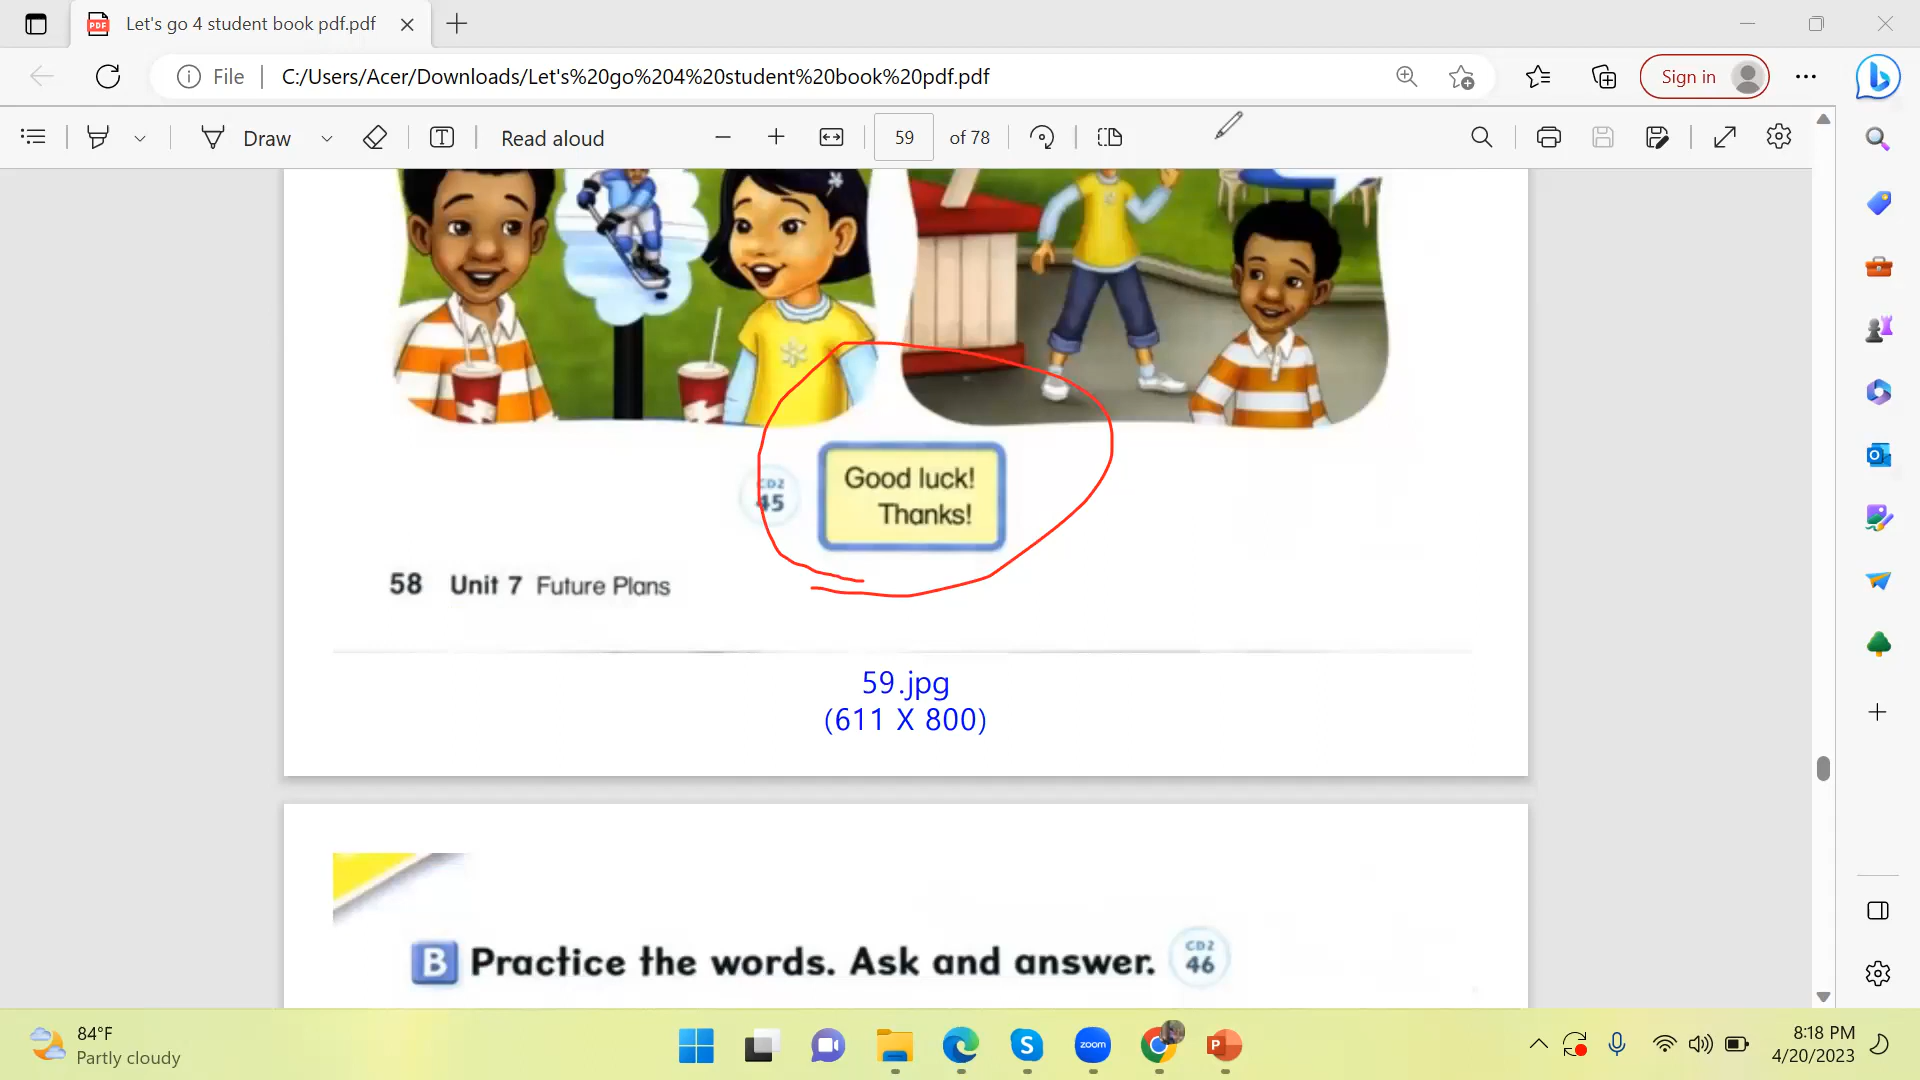 Let's go 4 student book pdf.pdf
File
C:/Users/Acer/Downloads/Let's%20go%204%20student%20book%20pdf.pdf
Sign in
Draw
Read aloud
59 of 78
CD2
45
Good luck!
Thanks!
58 Unit 7 Future Plans
59.jpg
(611 X 800)
B Practice the words. Ask and answer.
CD2
46
84°F
Partly cloudy
zoom
8:18 PM
4/20/2023